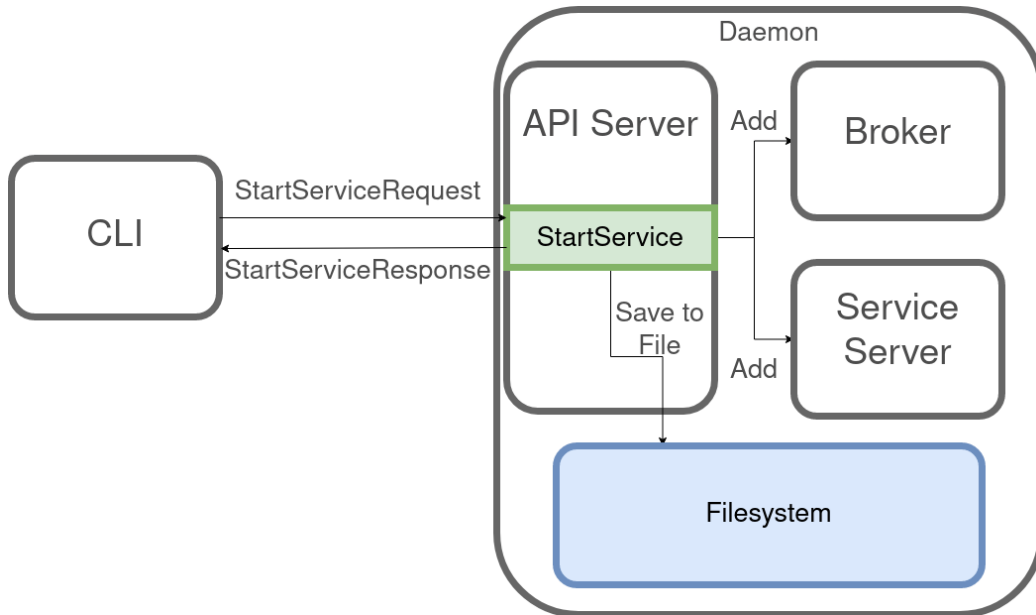 Daemon
API Server
Add
Broker
StartServiceRequest
CLI
StartService
StartServiceResponse
Save to
File
Service
Server
Add
Filesystem